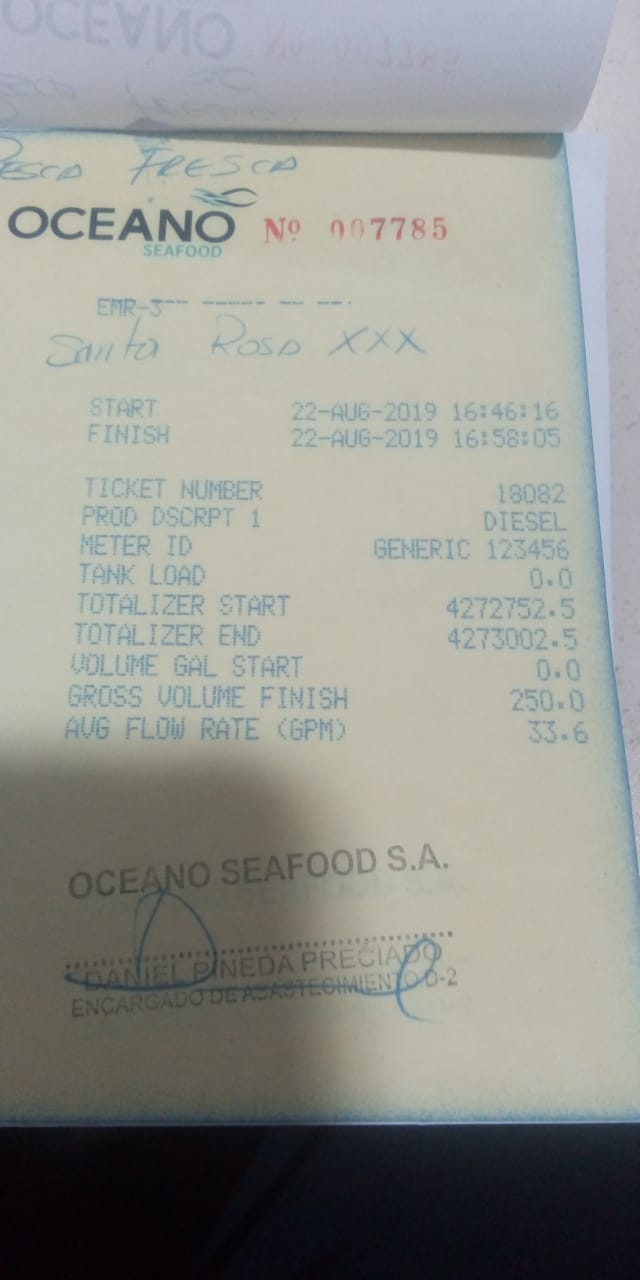 OCEANO Nº 007785
PESCA FRESCA
OCEANO Nº 007785
SEAFOOD
EMR-3
Santa Rosa XXX
START 22-AUG-2019 16:46:16
FINISH 22-AUG-2019 16:58:05
TICKET NUMBER 18082
PROD DSCRPT 1 DIESEL
METER ID GENERIC 123456
TANK LOAD 0.0
TOTALIZER START 4272752.5
TOTALIZER END 4273002.5
VOLUME GAL START 0.0
GROSS VOLUME FINISH 250.0
AVG FLOW RATE (GPM) 33.6
OCEANO SEAFOOD S.A.
DANIEL PINEDA PRECIADO
ENCARGADO DE ABASTECIMIENTO D-2